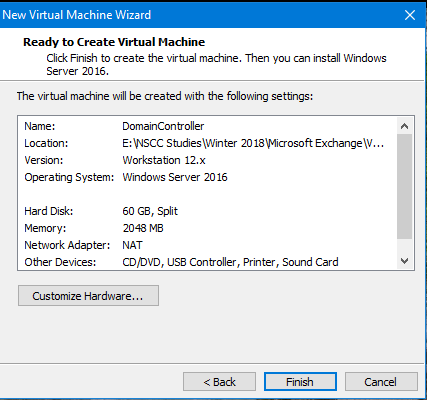 New Virtual Machine Wizard
Ready to Create Virtual Machine
Click Finish to create the virtual machine. Then you can install Windows
Server 2016.
The virtual machine will be created with the following settings:
Name: DomainController
Location: E:\NSCC Studies\Winter 2018\Microsoft Exchange\V...
Version: Workstation 12.x
Operating System: Windows Server 2016
Hard Disk: 60 GB, Split
Memory: 2048 MB
Network Adapter: NAT
Other Devices: CD/DVD, USB Controller, Printer, Sound Card
Customize Hardware...
< Back Finish Cancel